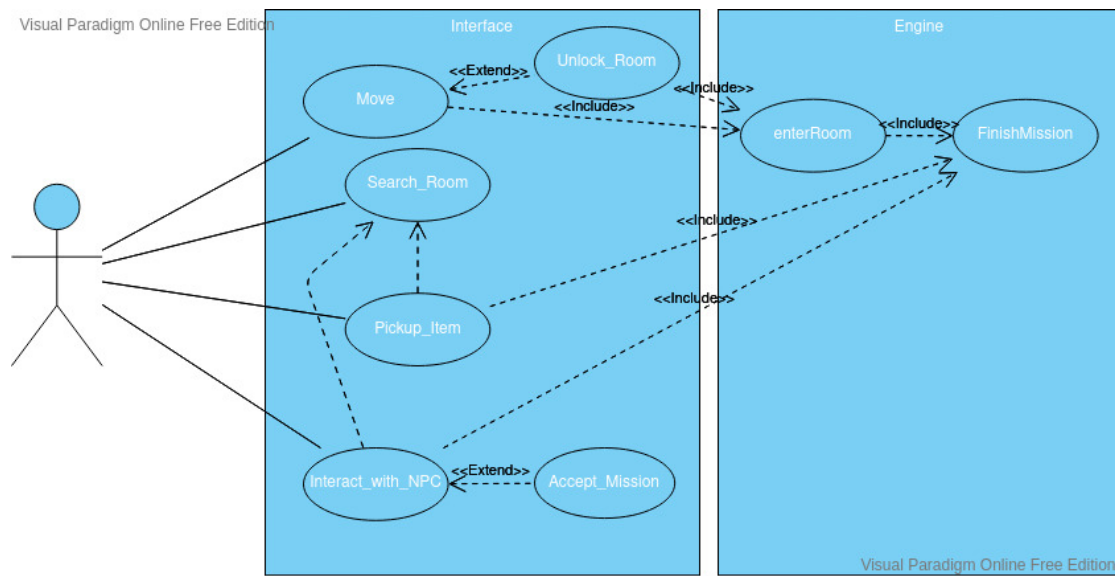 Visual Paradigm Online Free Edition
Interface
Engine
Unlock_Room
<<Extend>>
<<Include>>
Move
<<Include>>
enterRoom
<<Include>>
FinishMission
Search_Room
<<Include>>
<<Include>>
Pickup_Item
Interact_with_NPC
<<Extend>>
Accept_Mission
Visual Paradigm Online Free Edition